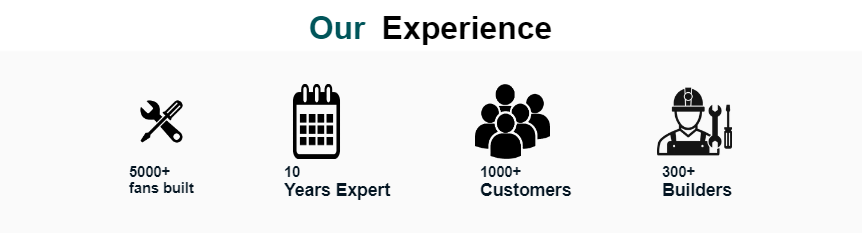 Our Experience
5000+
fans built
10
Years Expert
1000+
Customers
300+
Builders